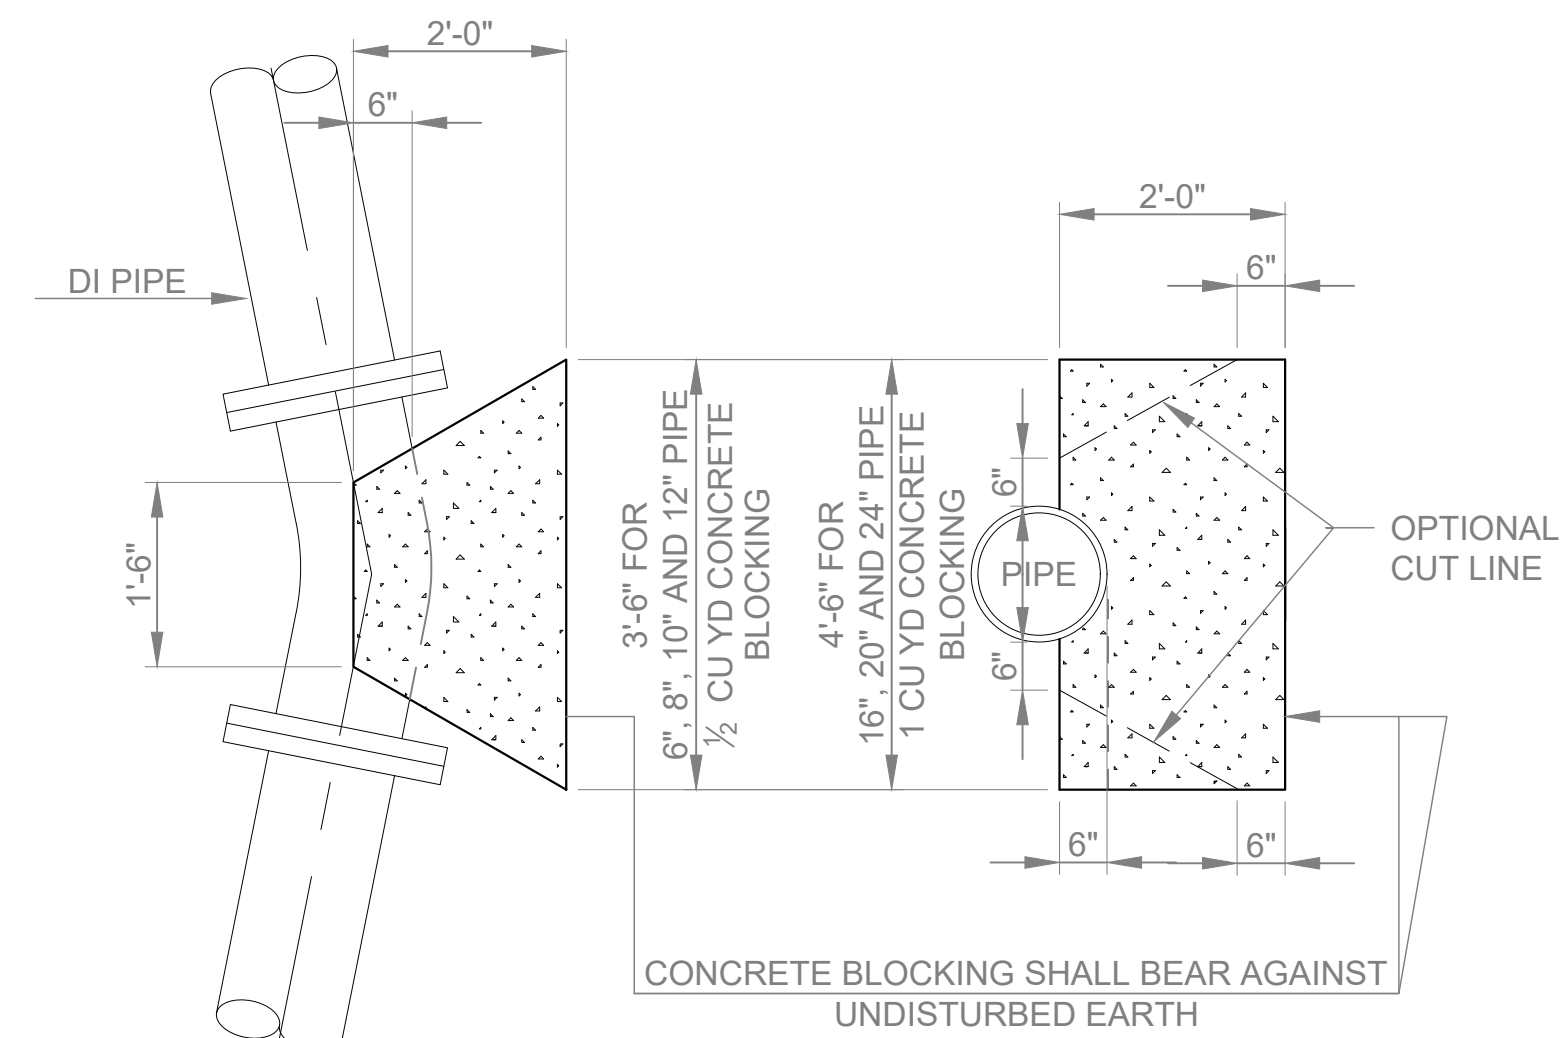 2'-0"
6"
2'-0"
6"
DI PIPE
1'-6"
3'-6" FOR
6", 8", 10" AND 12" PIPE
½ CU YD CONCRETE
BLOCKING
4'-6" FOR
16", 20" AND 24" PIPE
1 CU YD CONCRETE
BLOCKING
6"
PIPE
6"
OPTIONAL
CUT LINE
6"
6"
CONCRETE BLOCKING SHALL BEAR AGAINST
UNDISTURBED EARTH